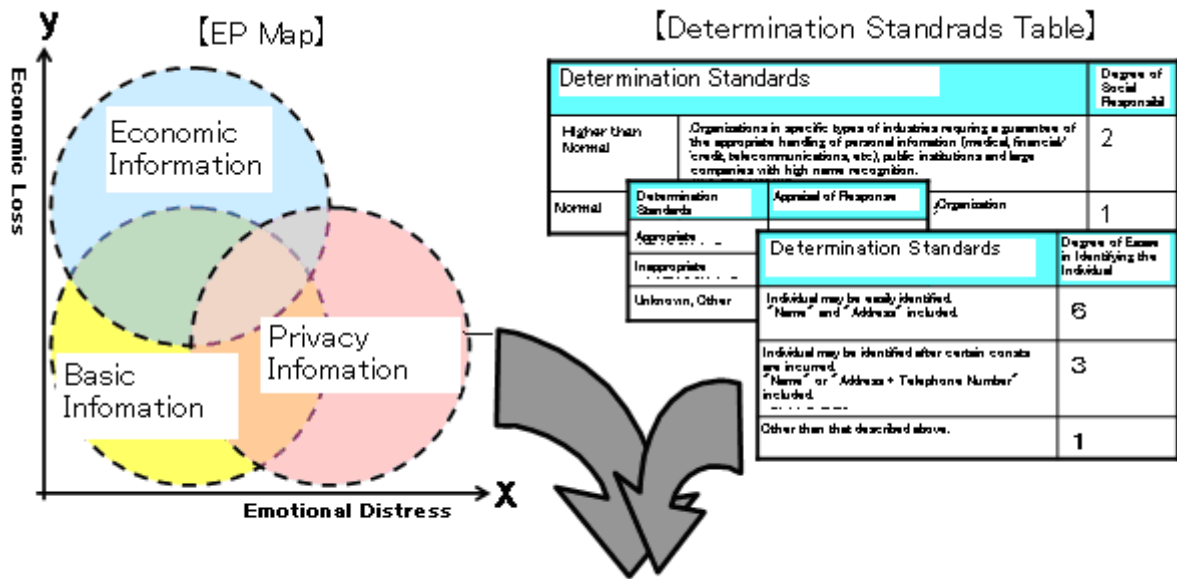 y
【EP Map】
Economic Loss
Economic
Information
Privacy
Infomation
Basic
Infomation
X
Emotional Distress
【Determination Standrads Table】
Determination Standards
Degree of
Social
Responsibil
Higher than
Normal
Organizations in specific types of industries requring a guarantee of
the appropriate handling of personal infomation (medical, financial/
credit, telecommunications, etc), public institutions and large
companies with high name recognition.
2
Normal
Organization
1
Determination
Standards
Appraisal of Response
Appropriate
Inappropriate
Unknown, Other
Determination Standards
Degree of Ease
in Identifying the
Individual
Individual may be easily identified.
"Name" and "Address" included.
6
Individual may be identified after certain
are incurred.
"Name" or "Address + Telephone Number"
included.
3
Other than that described above.
1